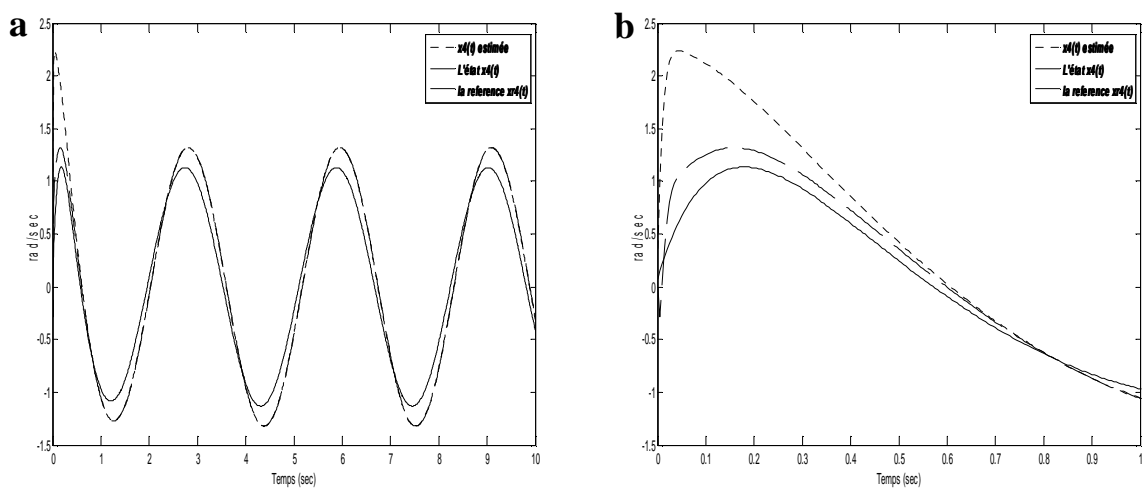 a
2.5
2
1.5
1
0.5
0
-0.5
-1
-1.5
rad/sec
0 1 2 3 4 5 6 7 8 9 10
Temps (sec)
x4(t) estimée
L'état x4(t)
la reference xr4(t)
b
2.5
2
1.5
1
0.5
0
-0.5
-1
-1.5
rad/sec
0 0.1 0.2 0.3 0.4 0.5 0.6 0.7 0.8 0.9 1
Temps (sec)
x4(t) estimée
L'état x4(t)
la reference xr4(t)